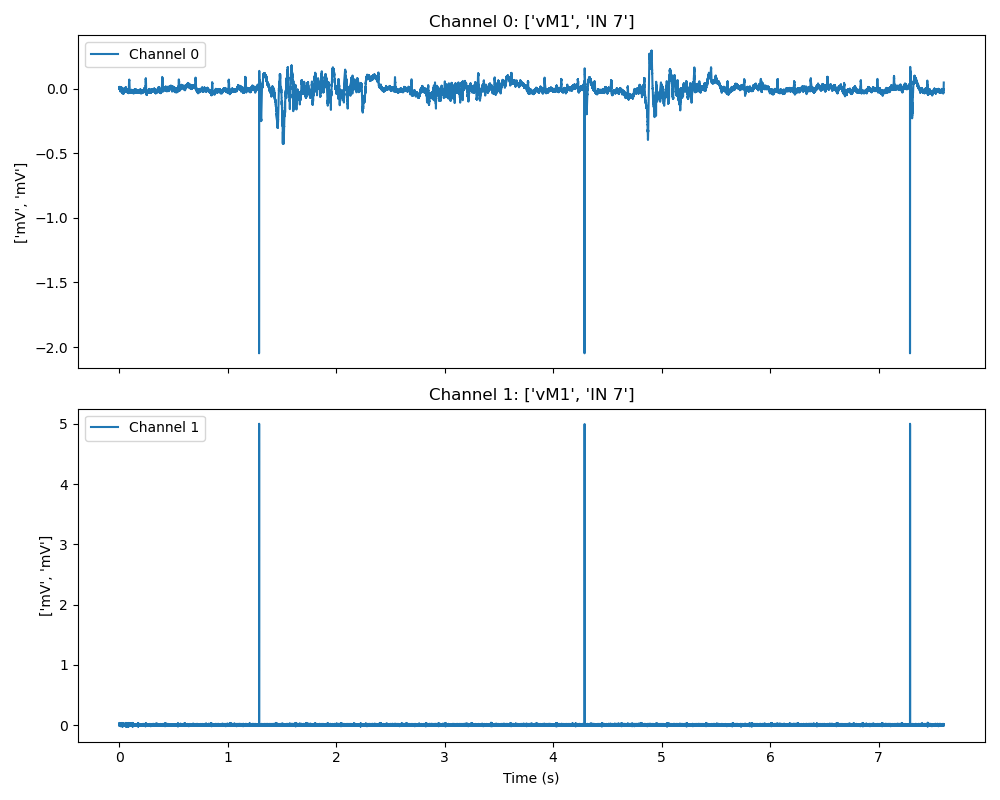 Channel 0: ['vM1', 'IN 7']
Channel 0
0.0
−0.5
−1.0
−1.5
−2.0
['mV', 'mV']
Channel 1: ['vM1', 'IN 7']
Channel 1
5
4
3
2
1
0
['mV', 'mV']
0 1 2 3 4 5 6 7
Time (s)